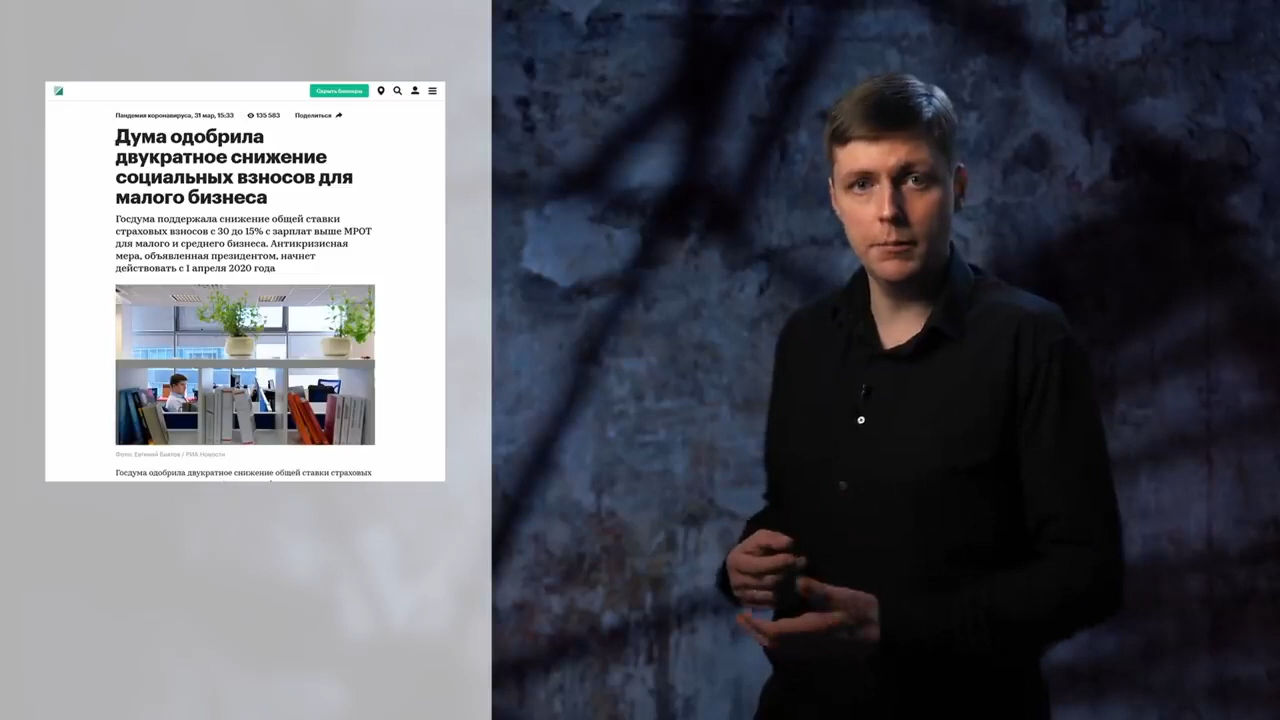 Скрыть баннеры
Пандемия коронавируса, 31 мар, 15:33 135 583 Поделиться
Дума одобрила
двукратное снижение
социальных взносов для
малого бизнеса
Госдума поддержала снижение общей ставки
страховых взносов с 30 до 15% с зарплат выше МРОТ
для малого и среднего бизнеса. Антикризисная
мера, объявленная президентом, начнет
действовать с 1 апреля 2020 года
Фото: Евгений Биятов / РИА Новости
Госдума одобрила двукратное снижение общей ставки страховых